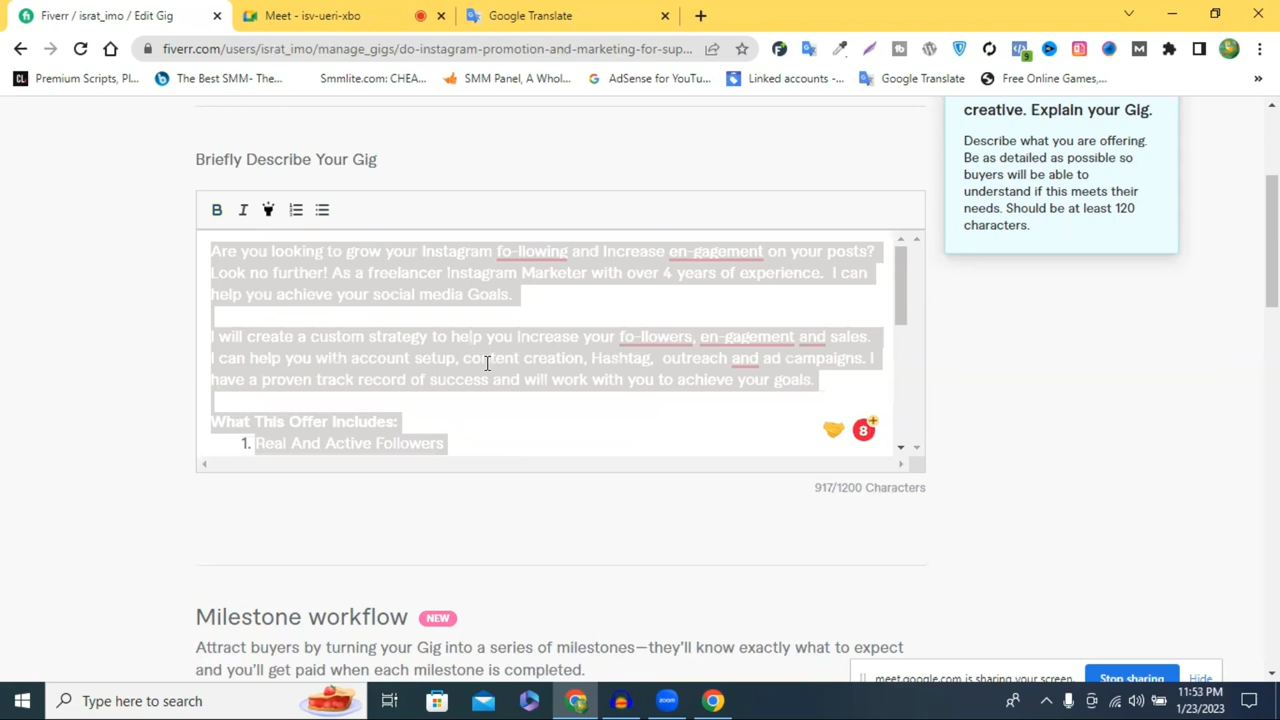 Fiverr / israt_imo / Edit Gig
Meet - isv-ueri-xbo
Google Translate
fiverr.com/users/israt_imo/manage_gigs/do-instagram-promotion-and-marketing-for-sup...
9
Premium Scripts, Pl...
The Best SMM- The...
Smmlite.com: CHEA...
SMM Panel, A Whol...
AdSense for YouTu...
Linked accounts -...
Google Translate
Free Online Games,...
creative. Explain your Gig.
Describe what you are offering.
Be as detailed as possible so
buyers will be able to
understand if this meets their
needs. Should be at least 120
characters.
Briefly Describe Your Gig
B I
Are you looking to grow your Instagram fo-llowing and Increase en-gagement on your posts?
Look no further! As a freelancer Instagram Marketer with over 4 years of experience. I can
help you achieve your social media Goals.
I will create a custom strategy to help you increase your fo-llowers, en-gagement and sales.
I can help you with account setup, content creation, Hashtag, outreach and ad campaigns. I
have a proven track record of success and will work with you to achieve your goals.
What This Offer Includes:
1. Real And Active Followers
8
917/1200 Characters
Milestone workflow NEW
Attract buyers by turning your Gig into a series of milestones—they'll know exactly what to expect
and you'll get paid when each milestone is completed.
meet.google.com is sharing your screen.
Stop sharing
Hide
Type here to search
11:53 PM
1/23/2023